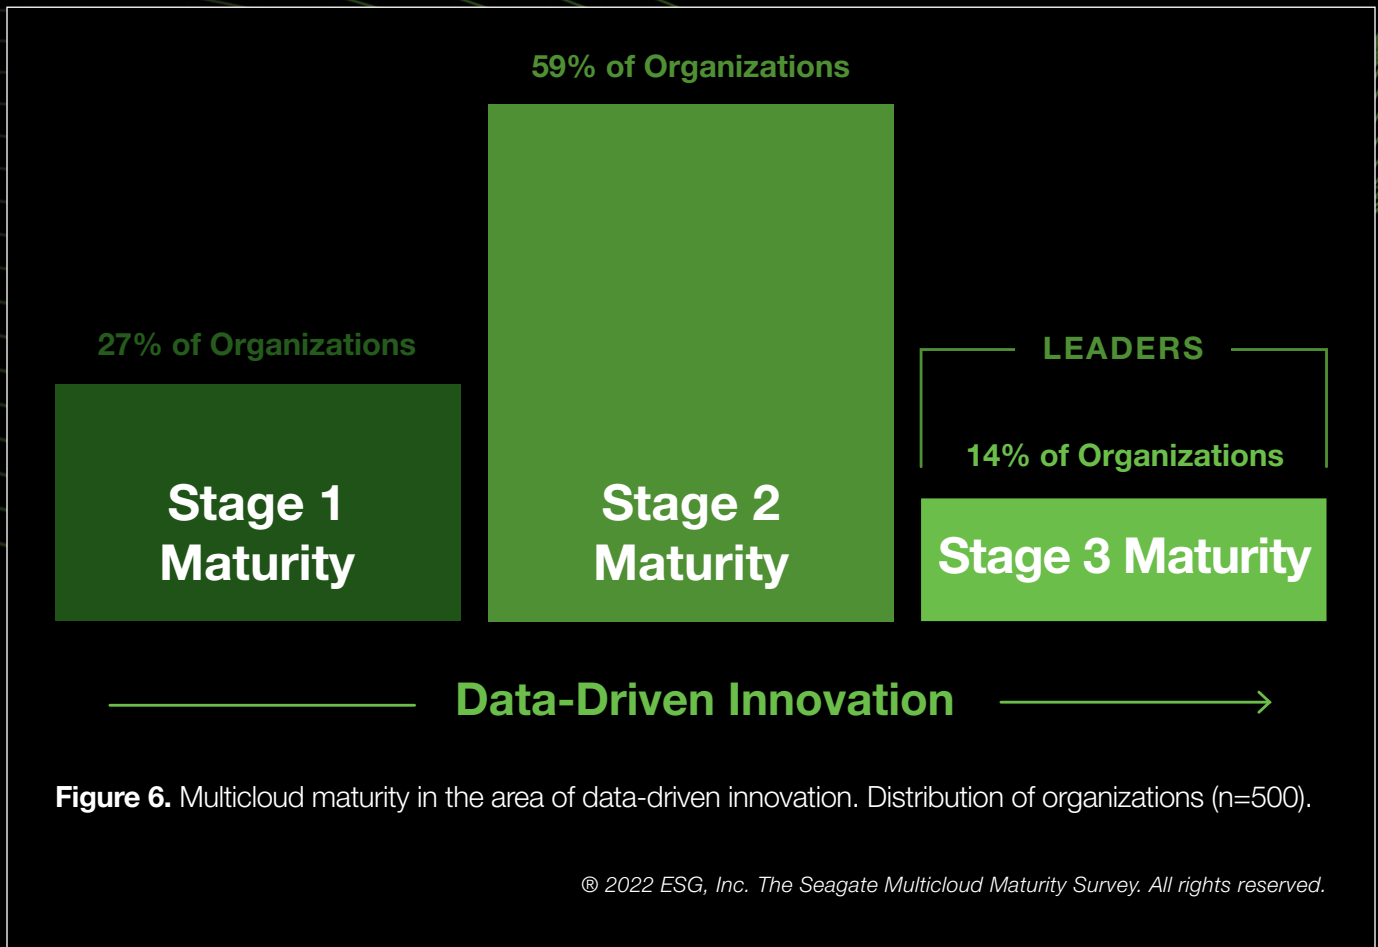 59% of Organizations
27% of Organizations
LEADERS
14% of Organizations
Stage 1
Maturity
Stage 2
Maturity
Stage 3 Maturity
Data-Driven Innovation
Figure 6. Multicloud maturity in the area of data-driven innovation. Distribution of organizations (n=500).
® 2022 ESG, Inc. The Seagate Multicloud Maturity Survey. All rights reserved.